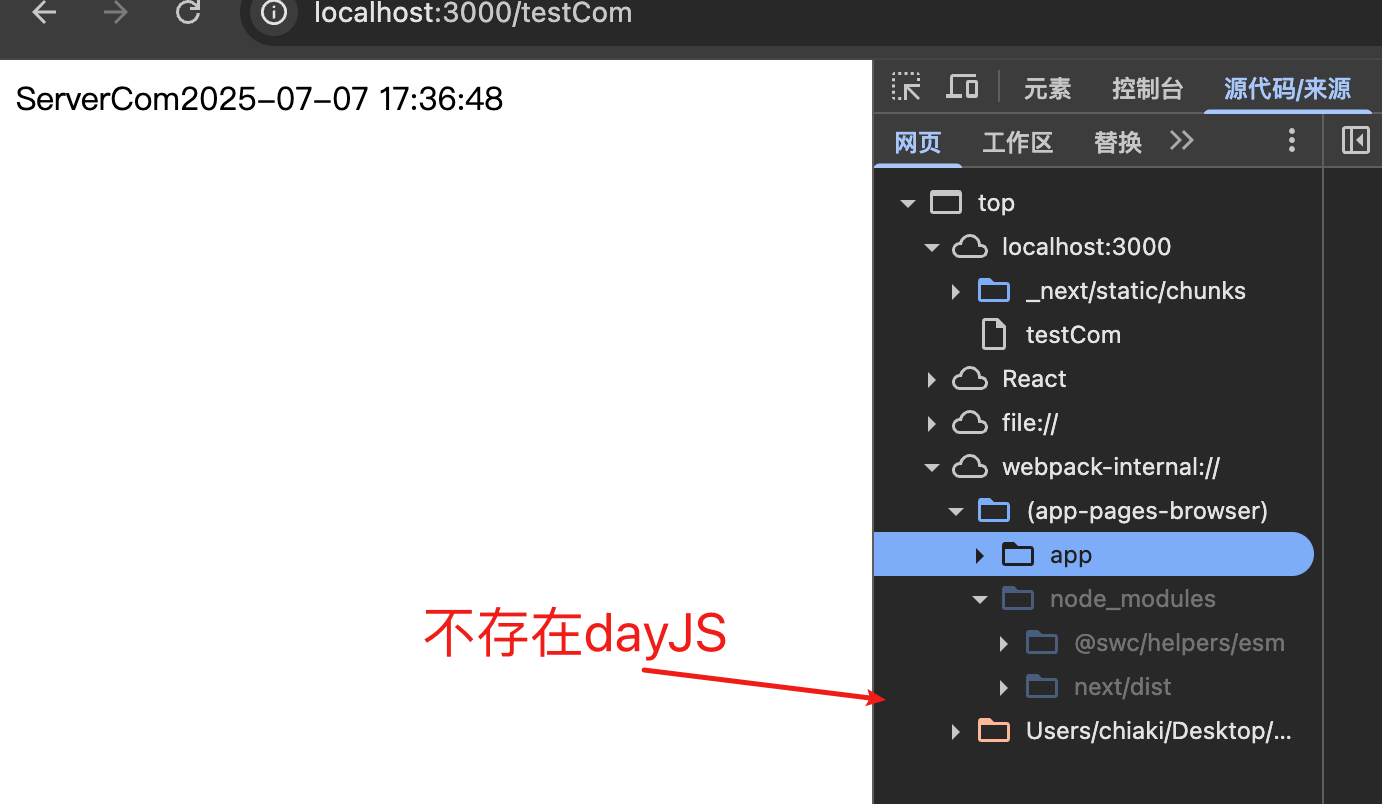 localhost:3000/testCom
ServerCom2025-07-07 17:36:48
元素 控制台 源代码/来源
网页 工作区 替换
top
localhost:3000
_next/static/chunks
testCom
React
file://
webpack-internal://
(app-pages-browser)
app
node_modules
不存在dayJS
@swc/helpers/esm
next/dist
Users/chiaki/Desktop/...